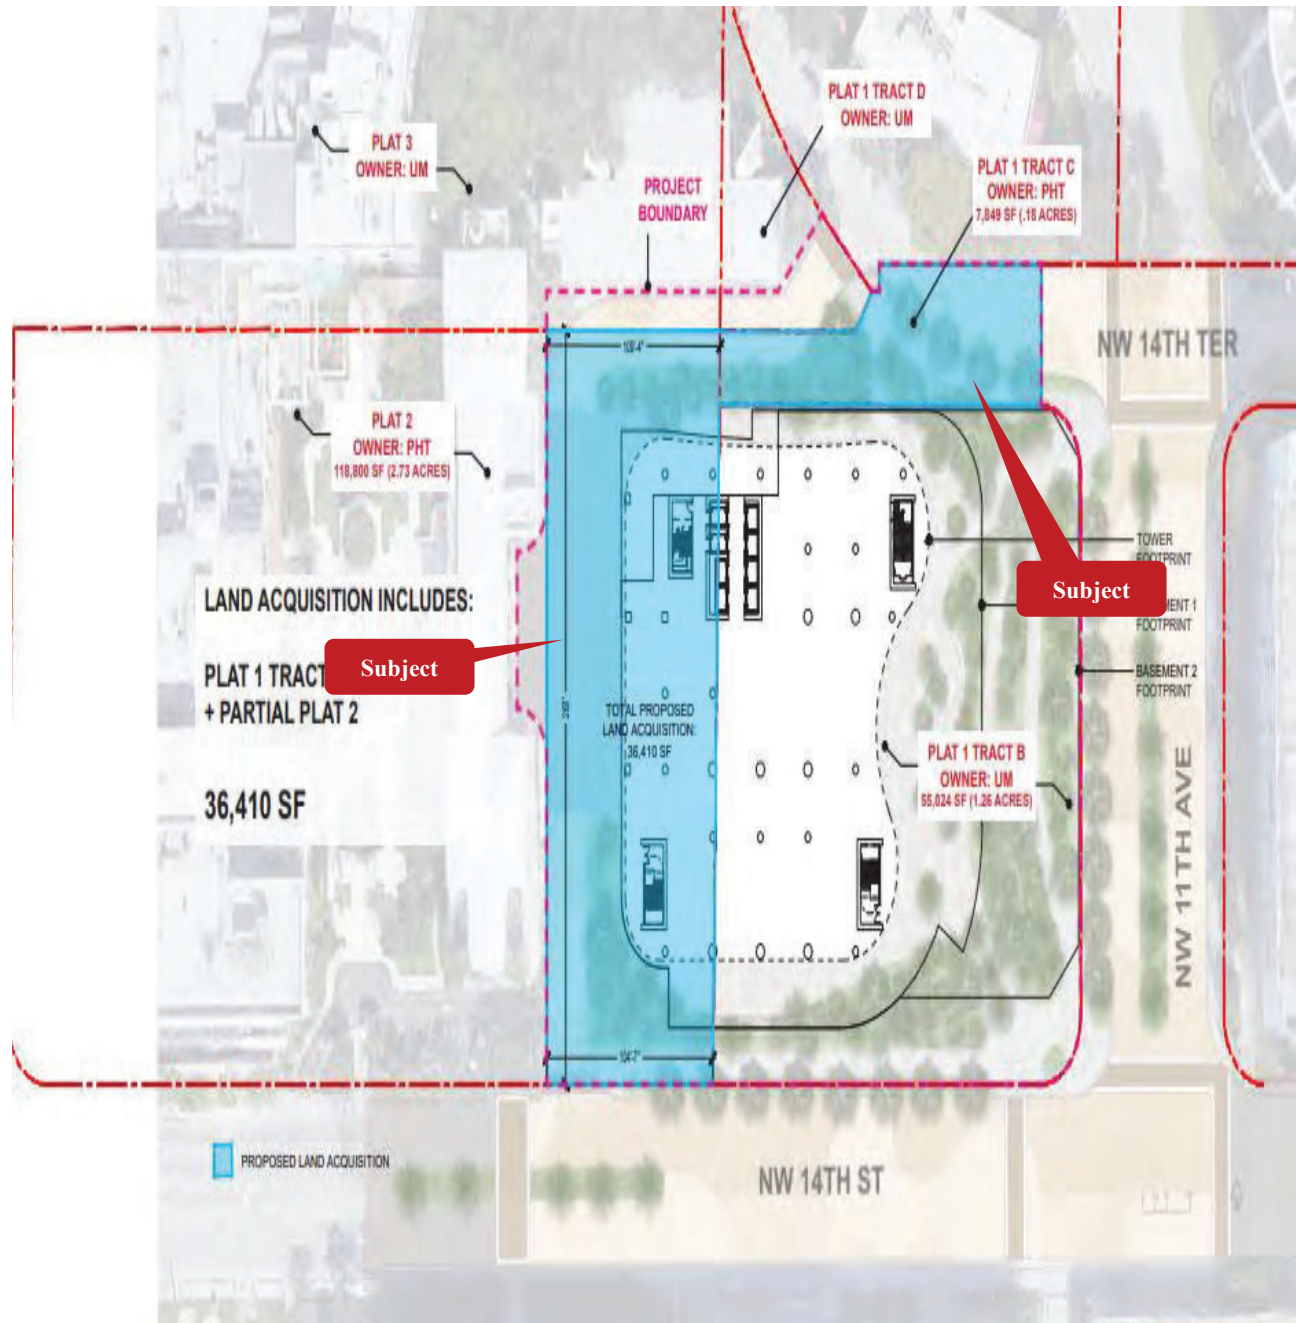 PLAT 1 TRACT D
OWNER: UM
PLAT 3
OWNER: UM
PLAT 1 TRACT C
OWNER: PHT
7,849 SF (.18 ACRES)
PROJECT
BOUNDARY
NW 14TH TER
PLAT 2
OWNER: PHT
118,800 SF (2.73 ACRES)
TOWER
FOOTPRINT
Subject
MENT 1
FOOTPRINT
LAND ACQUISITION INCLUDES:
Subject
PLAT 1 TRACT
+ PARTIAL PLAT 2
BASEMENT 2
FOOTPRINT
TOTAL PROPOSED
LAND ACQUISITION:
36,410 SF
PLAT 1 TRACT B
OWNER: UM
55,024 SF (1.26 ACRES)
36,410 SF
NW 11TH AVE
104'-7"
PROPOSED LAND ACQUISITION
NW 14TH ST